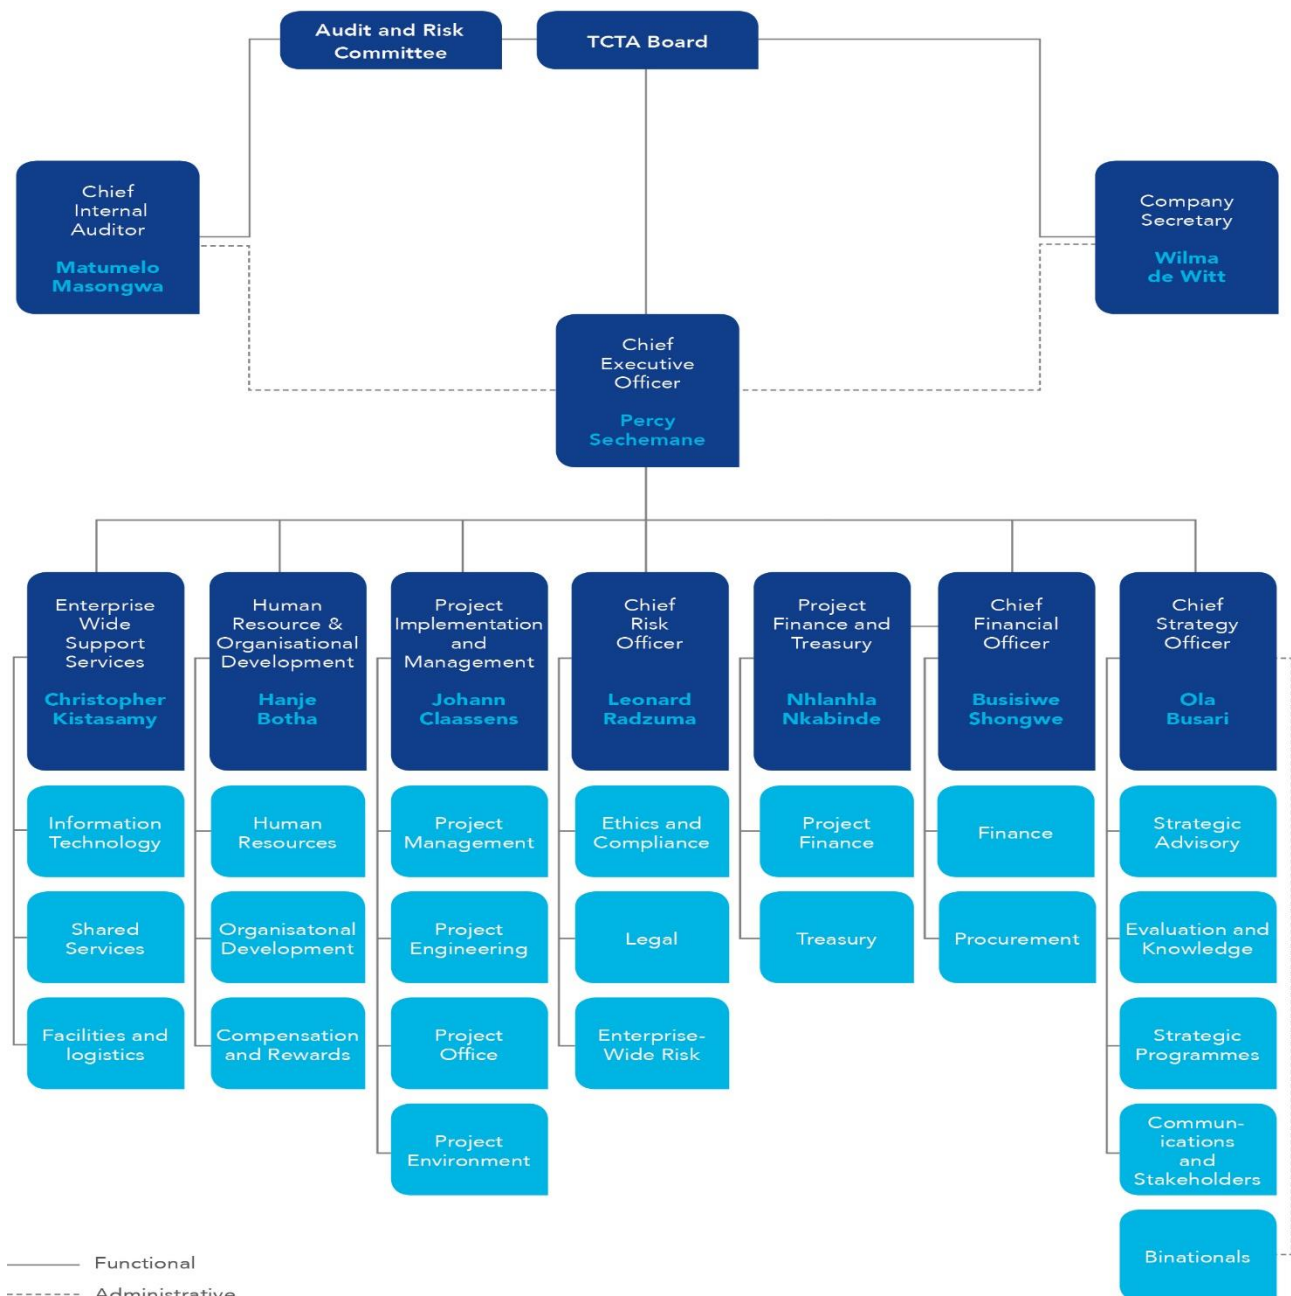 Audit and Risk
Committee
TCTA Board
Chief
Internal
Auditor
Matumelo
Masongwa
Company
Secretary
Wilma
de Witt
Chief
Executive
Officer
Percy
Sechemane
Enterprise
Wide
Support
Services
Christopher
Kistasamy
Human
Resource &
Organisational
Development
Hanje
Botha
Project
Implementation
and
Management
Johann
Claassens
Chief
Risk
Officer
Leonard
Radzuma
Project
Finance and
Treasury
Nhlanhla
Nkabinde
Chief
Financial
Officer
Busisiwe
Shongwe
Chief
Strategy
Officer
Ola
Busari
Information
Technology
Human
Resources
Project
Management
Ethics and
Compliance
Project
Finance
Finance
Strategic
Advisory
Shared
Services
Organisatonal
Development
Project
Engineering
Legal
Treasury
Procurement
Evaluation and
Knowledge
Facilities and
logistics
Compensation
and Rewards
Project
Office
Enterprise-
Wide Risk
Strategic
Programmes
Project
Environment
Commun-
ications
and
Stakeholders
Binationals
Functional
Administrative